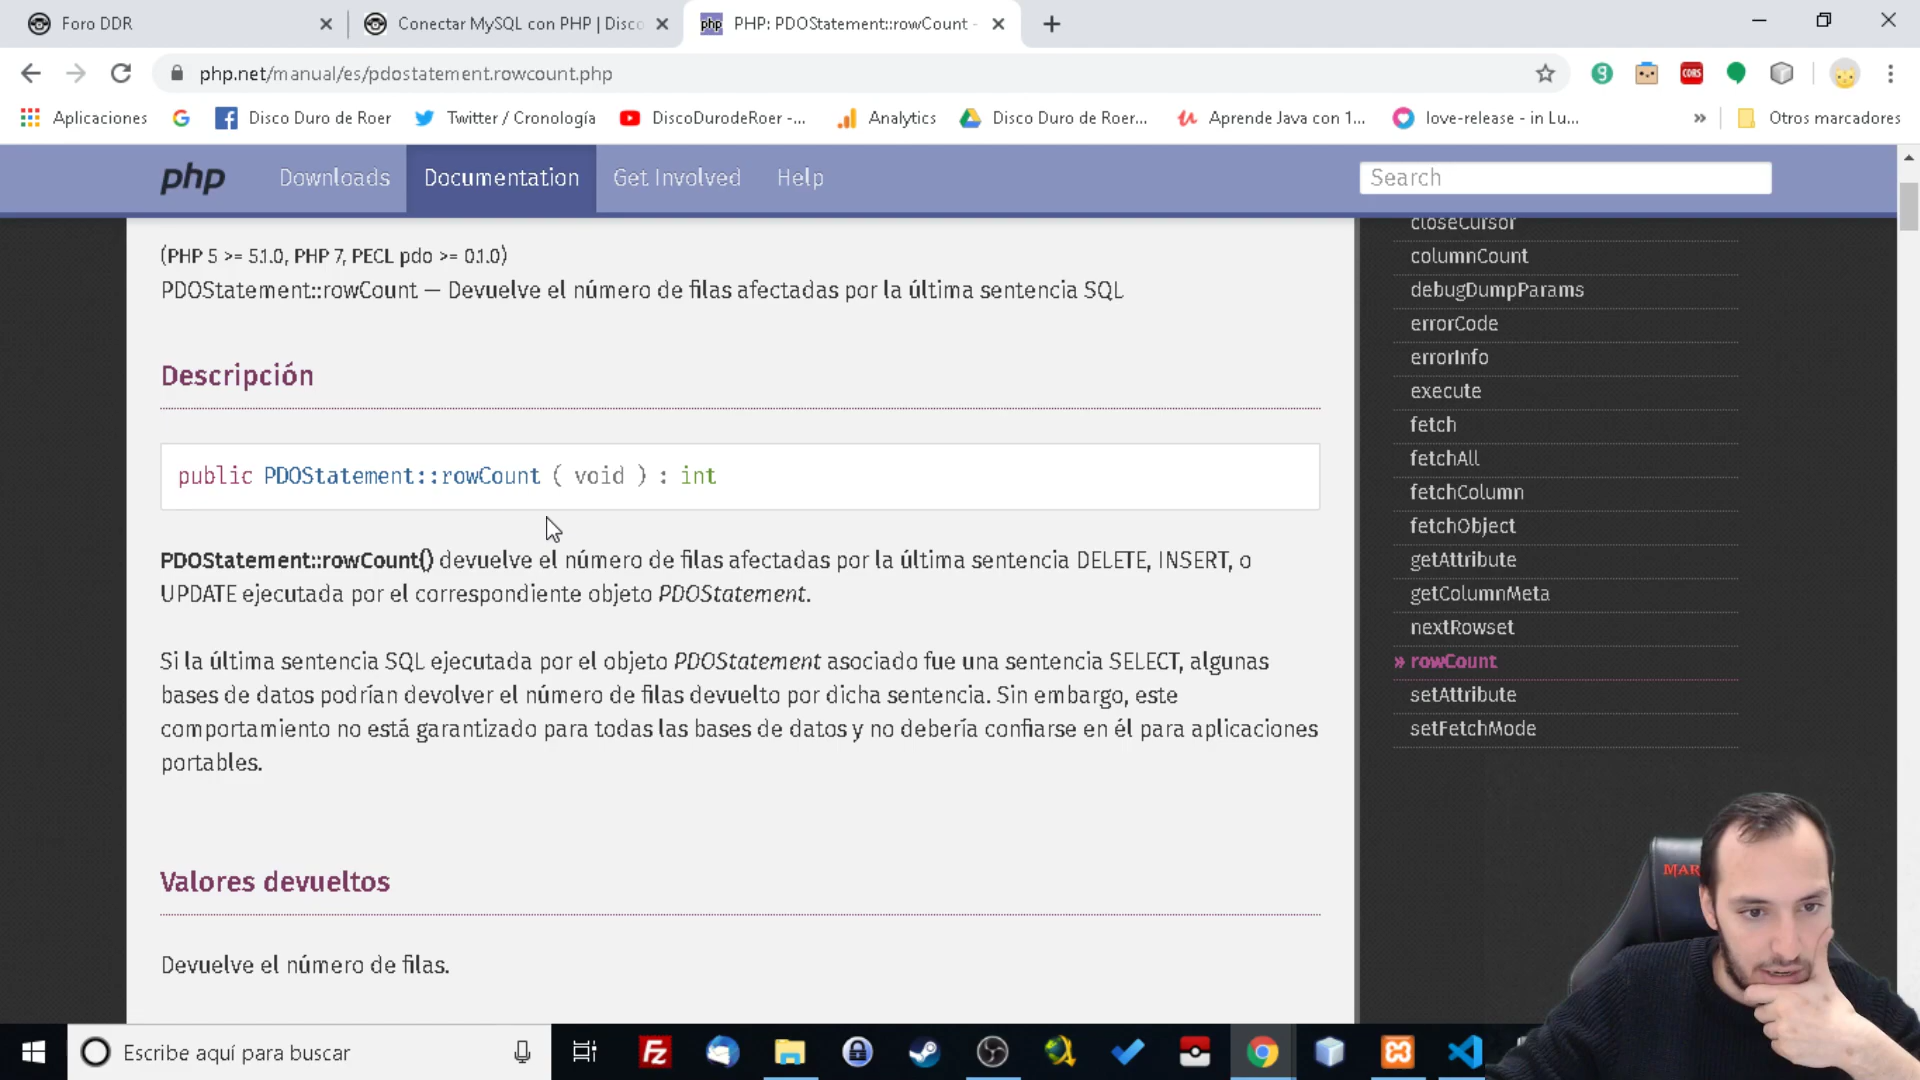 Foro DDR
Conectar MySQL con PHP | Disco
php PHP: PDOStatement::rowCount -
php.net/manual/es/pdostatement.rowcount.php
CORS
Aplicaciones
Disco Duro de Roer
Twitter / Cronología
DiscoDurodeRoer -...
Analytics
Disco Duro de Roer...
Aprende Java con 1...
love-release - in Lu...
»
Otros marcadores
php
Downloads
Documentation
Get Involved
Help
Search
(PHP 5 >= 5.1.0, PHP 7, PECL pdo >= 0.1.0)
PDOStatement::rowCount — Devuelve el número de filas afectadas por la última sentencia SQL
Descripción
public PDOStatement::rowCount ( void ) : int
PDOStatement::rowCount() devuelve el número de filas afectadas por la última sentencia DELETE, INSERT, o
UPDATE ejecutada por el correspondiente objeto PDOStatement.
Si la última sentencia SQL ejecutada por el objeto PDOStatement asociado fue una sentencia SELECT, algunas
bases de datos podrían devolver el número de filas devuelto por dicha sentencia. Sin embargo, este
comportamiento no está garantizado para todas las bases de datos y no debería confiarse en él para aplicaciones
portables.
Valores devueltos
Devuelve el número de filas.
closeCursor
columnCount
debugDumpParams
errorCode
errorInfo
execute
fetch
fetchAll
fetchColumn
fetchObject
getAttribute
getColumnMeta
nextRowset
» rowCount
setAttribute
setFetchMode
MAR
Escribe aquí para buscar
Fz